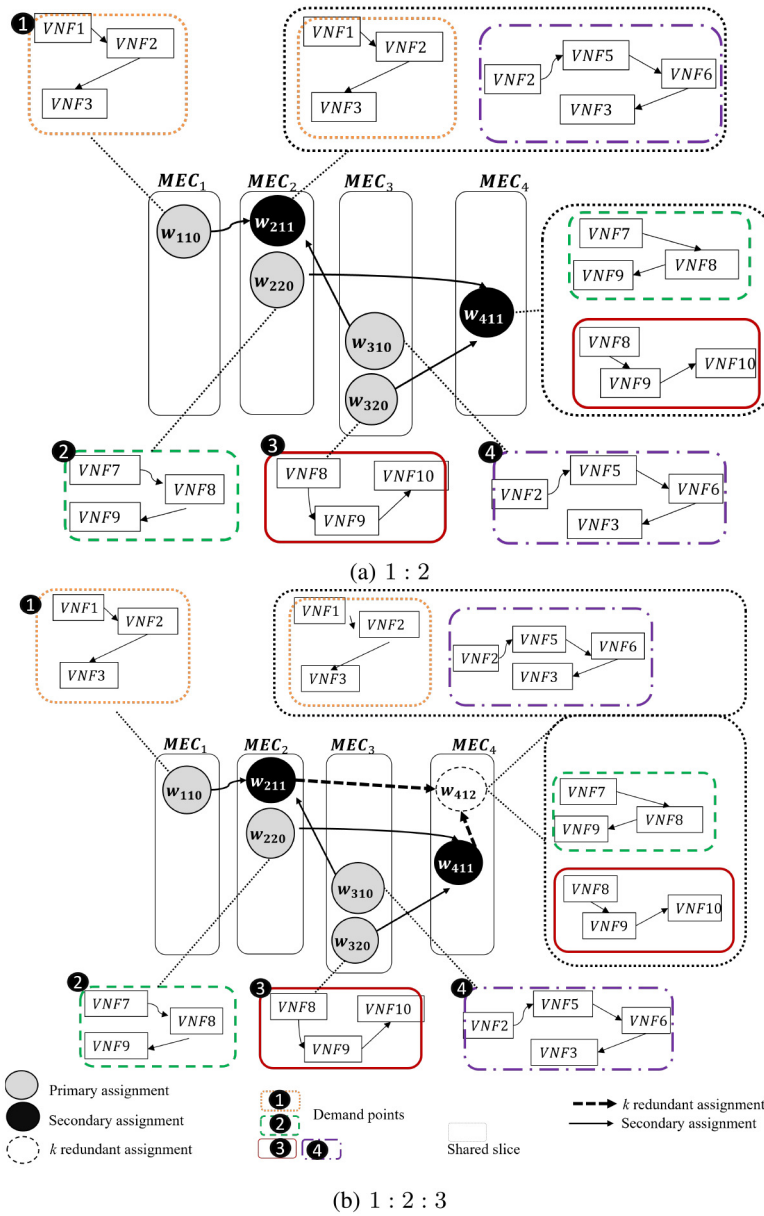 1
VNF1
VNF2
VNF3
VNF1
VNF2
VNF3
VNF2
VNF5
VNF6
VNF3
MEC₁
MEC₂
MEC₃
MEC₄
w₁₁₀
w₂₁₁
w₂₂₀
w₃₁₀
w₃₂₀
w₄₁₁
VNF7
VNF8
VNF9
VNF8
VNF9
VNF10
2
VNF7
VNF8
VNF9
3
VNF8
VNF9
VNF10
4
VNF2
VNF5
VNF6
VNF3
(a) 1 : 2
1
VNF1
VNF2
VNF3
VNF1
VNF2
VNF3
VNF2
VNF5
VNF6
VNF3
MEC₁
MEC₂
MEC₃
MEC₄
w₁₁₀
w₂₁₁
w₂₂₀
w₃₁₀
w₃₂₀
w₄₁₂
w₄₁₁
VNF7
VNF8
VNF9
VNF8
VNF9
VNF10
2
VNF7
VNF8
VNF9
3
VNF8
VNF9
VNF10
4
VNF2
VNF5
VNF6
VNF3
Primary assignment
Secondary assignment
k redundant assignment
1
2
3
4
Demand points
Shared slice
k redundant assignment
Secondary assignment
(b) 1 : 2 : 3